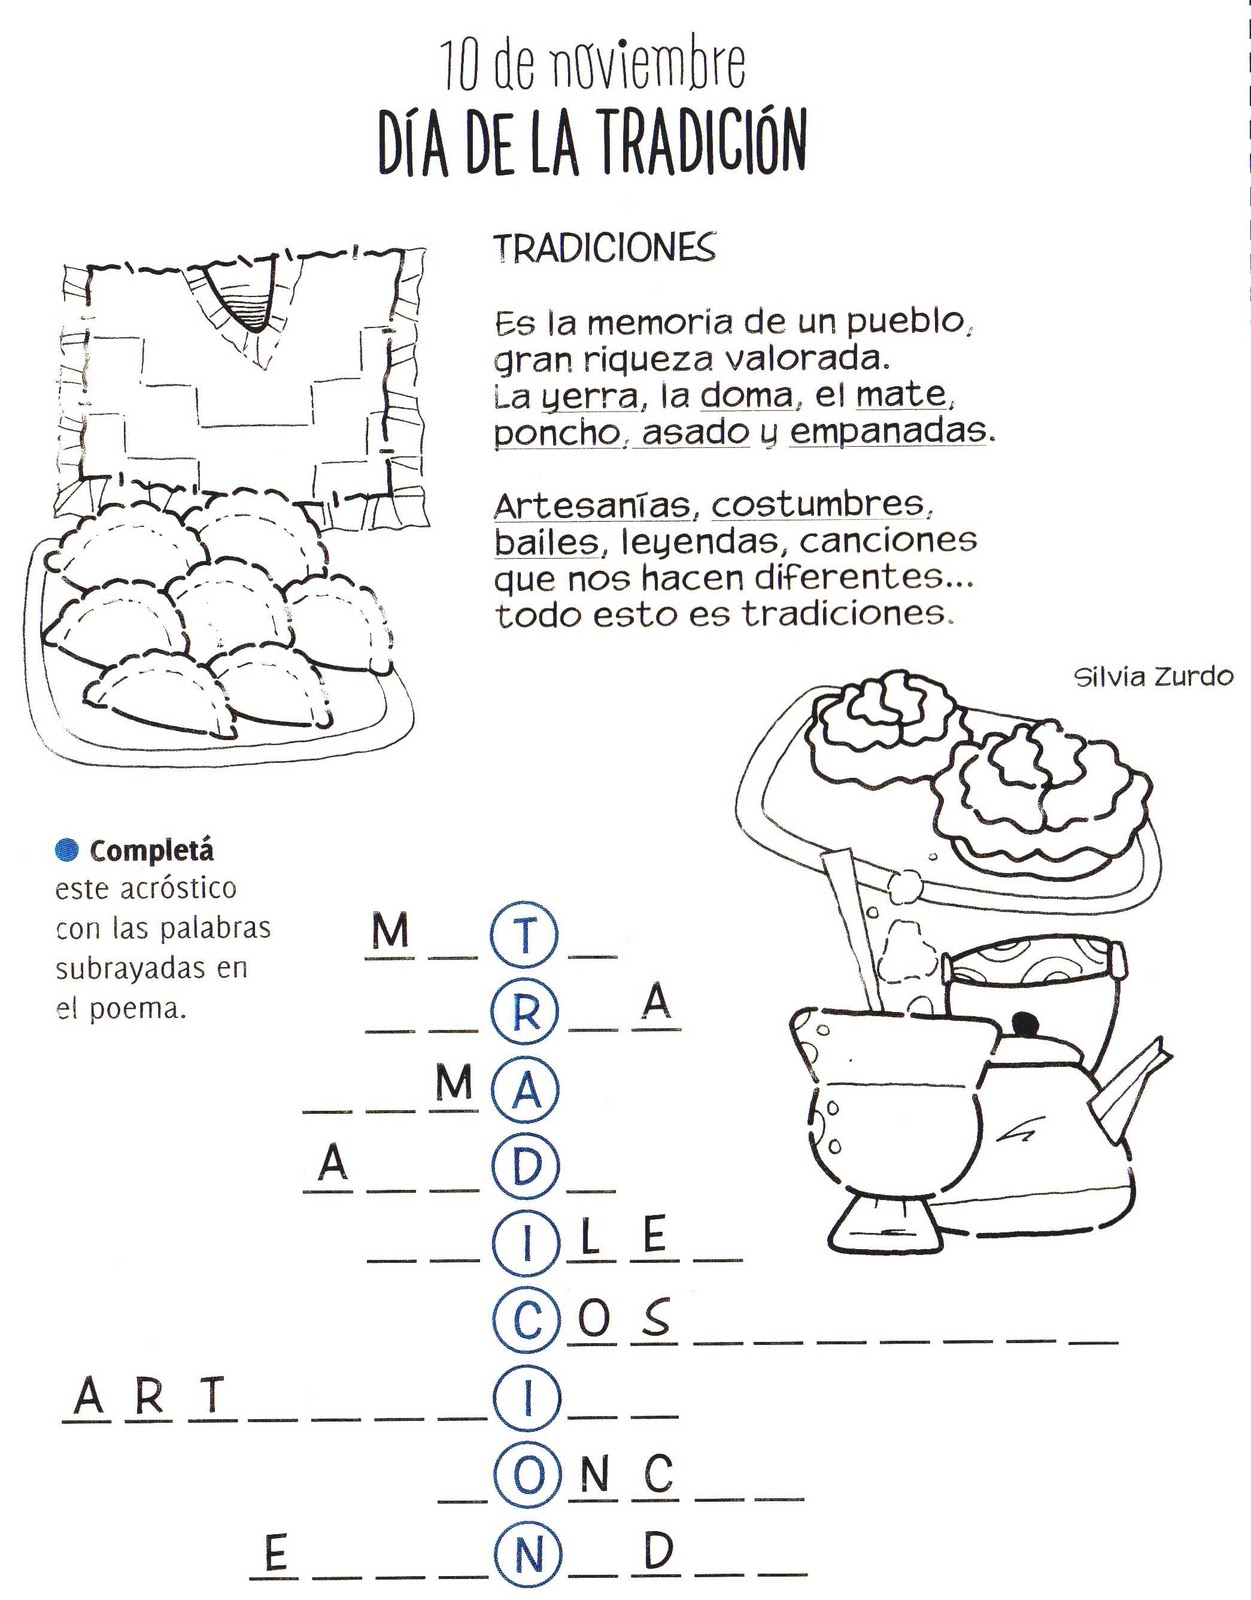 10 de noviembre
DÍA DE LA TRADICIÓN
TRADICIONES
Es la memoria de un pueblo,
gran riqueza valorada.
La yerra, la doma, el mate,
poncho, asado y empanadas.
Artesanías, costumbres,
bailes, leyendas, canciones
que nos hacen diferentes...
todo esto es tradiciones.
Silvia Zurdo
Completá
este acróstico
con las palabras
subrayadas en
el poema.
M _ T _
_ _ R _ A
_ _ M A
A _ _ D _
_ _ I L E _
C O S _ _ _ _ _ _ _
A R T _ _ _ _ I _ _
_ O N C _ _
E _ _ _ N _ D _ _